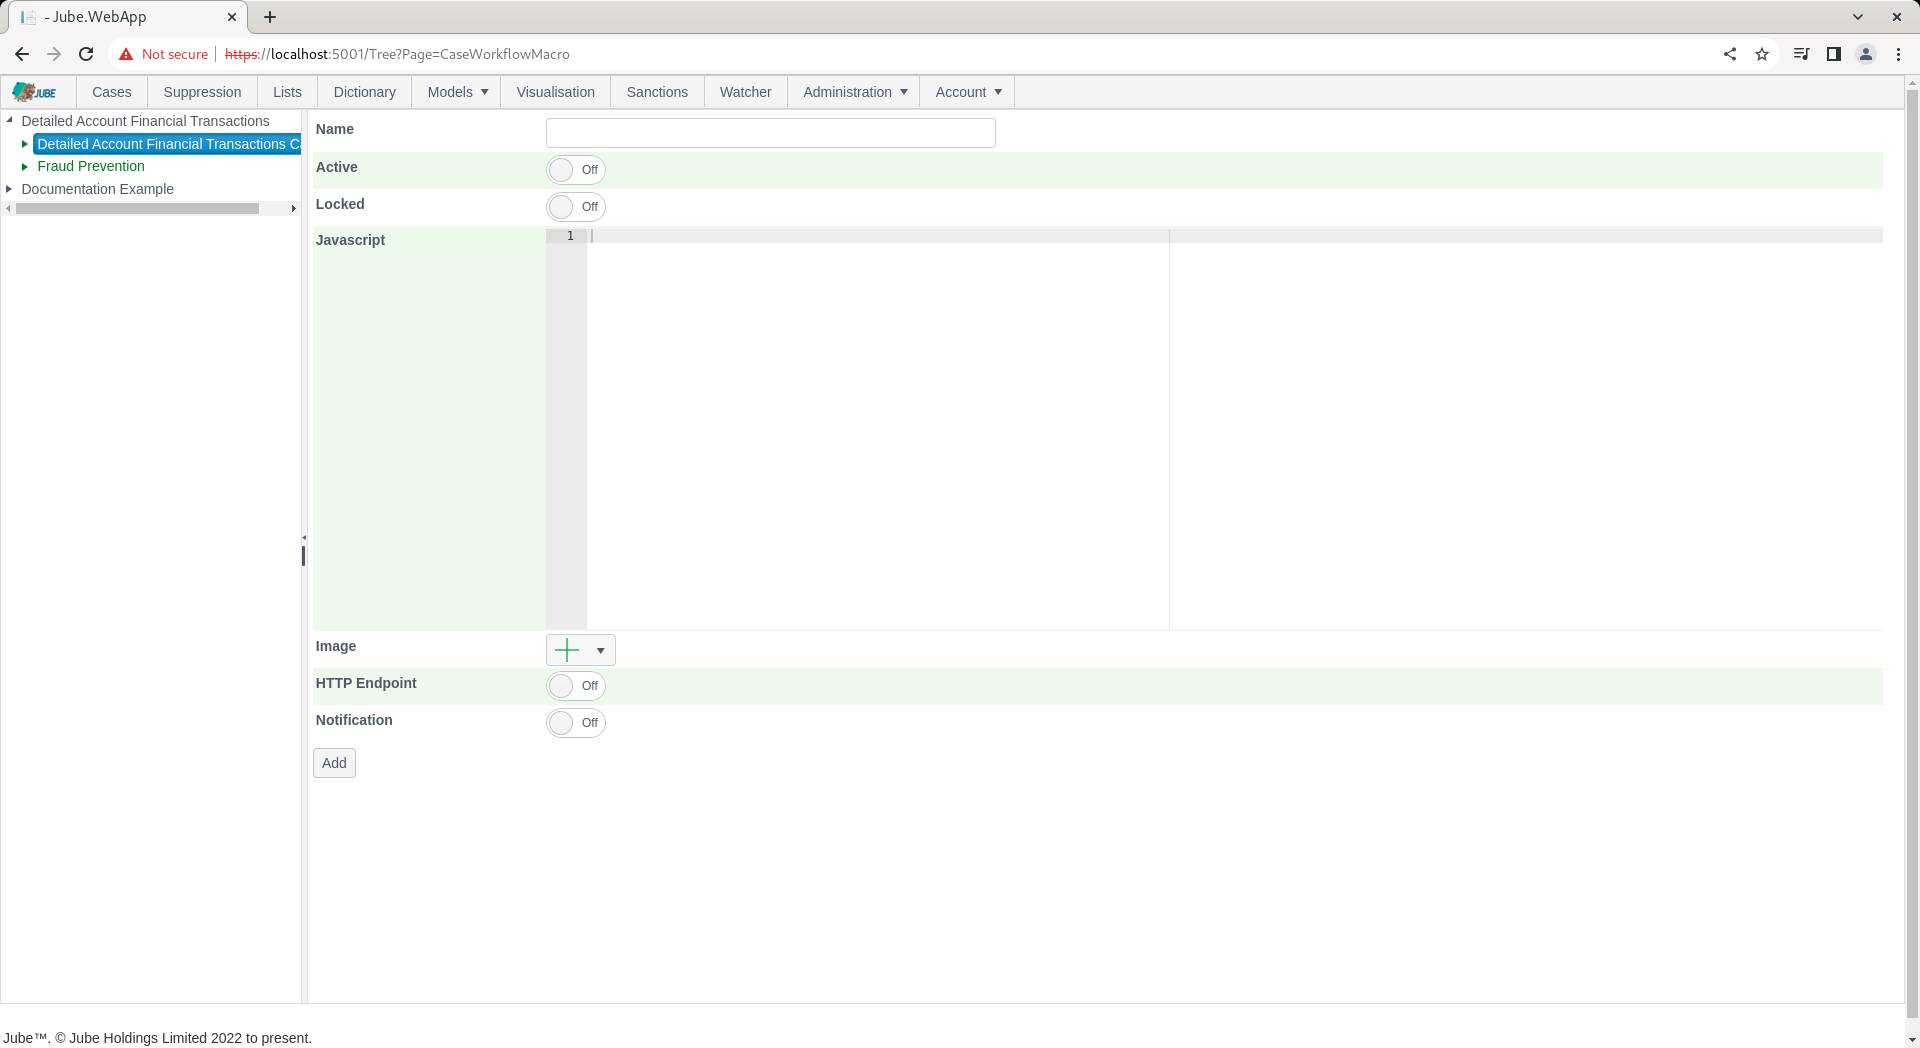 - Jube.WebApp
Not secure
https://localhost:5001/Tree?Page=CaseWorkflowMacro
JUBE
Cases
Suppression
Lists
Dictionary
Models
Visualisation
Sanctions
Watcher
Administration
Account
Detailed Account Financial Transactions
Detailed Account Financial Transactions C
Fraud Prevention
Documentation Example
Name
Active
Off
Locked
Off
Javascript
1
Image
HTTP Endpoint
Off
Notification
Off
Add
Jube™. © Jube Holdings Limited 2022 to present.